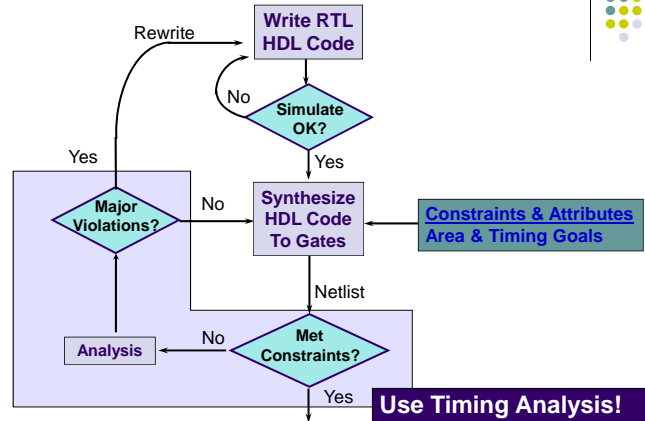 Write RTL
HDL Code
Rewrite
No
Simulate
OK?
Yes
Yes
Major
Violations?
No
Synthesize
HDL Code
To Gates
Constraints & Attributes
Area & Timing Goals
Netlist
Analysis
No
Met
Constraints?
Yes
Use Timing Analysis!